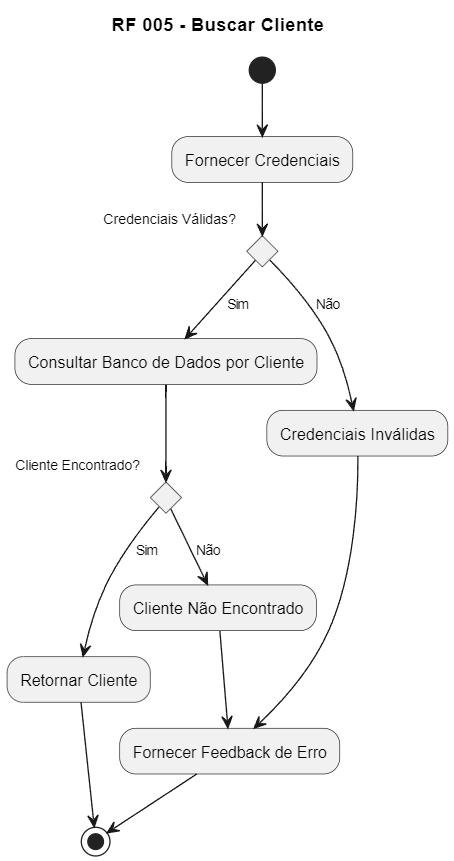 RF 005 - Buscar Cliente
Fornecer Credenciais
Credenciais Válidas?
Sim
Não
Consultar Banco de Dados por Cliente
Credenciais Inválidas
Cliente Encontrado?
Sim
Não
Cliente Não Encontrado
Retornar Cliente
Fornecer Feedback de Erro